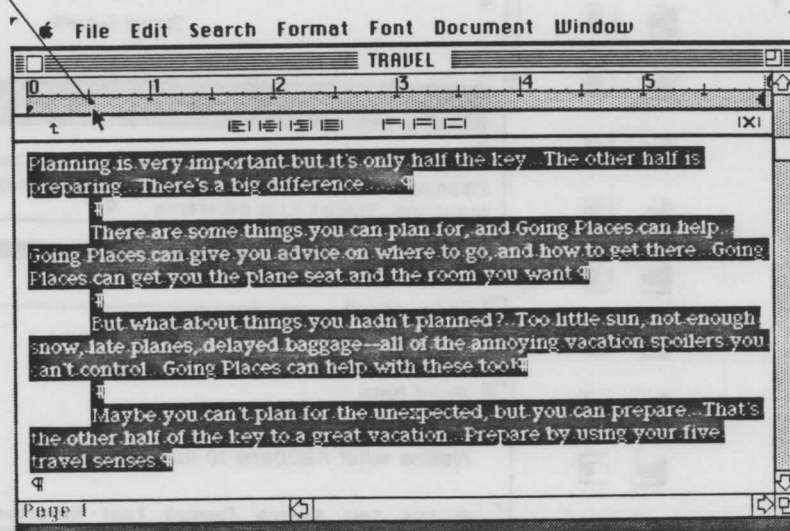 File Edit Search Format Font Document Window
TRAVEL
0 1 2 3 4 5
Planning is very important but it's only half the key. The other half is
preparing. There's a big difference.....¶
¶
There are some things you can plan for, and Going Places can help.
Going Places can give you advice on where to go, and how to get there. Going
Places can get you the plane seat and the room you want.¶
¶
But what about things you hadn't planned? Too little sun, not enough
snow, late planes, delayed baggage--all of the annoying vacation spoilers you
can't control. Going Places can help with these too!¶
¶
Maybe you can't plan for the unexpected, but you can prepare. That's
the other half of the key to a great vacation. Prepare by using your five
travel senses.¶
¶
Page 1